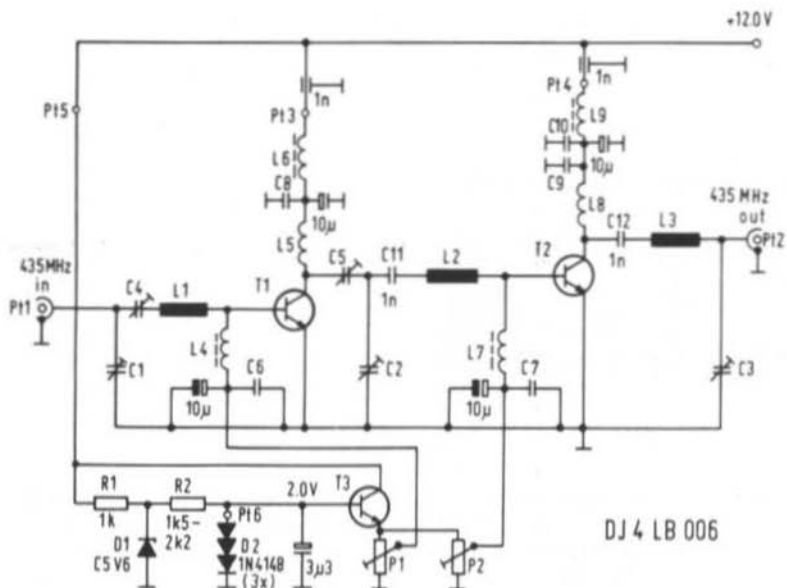 +12.0V
Pt5
1n
Pt3
L6
C8
10µ
L5
1n
Pt4
L9
C10
10µ
C9
L8
435MHz
in
Pt1
C4
L1
C1
T1
L4
C6
10µ
C5
C11
1n
L2
C2
L7
C7
10µ
T2
C12
1n
L3
435 MHz
out
Pt2
C3
R1
1k
R2
1k5-
2k2
2.0V
T3
Pt6
D1
C5V6
D2
1N4148
(3x)
3µ3
P1
P2
DJ 4 LB 006